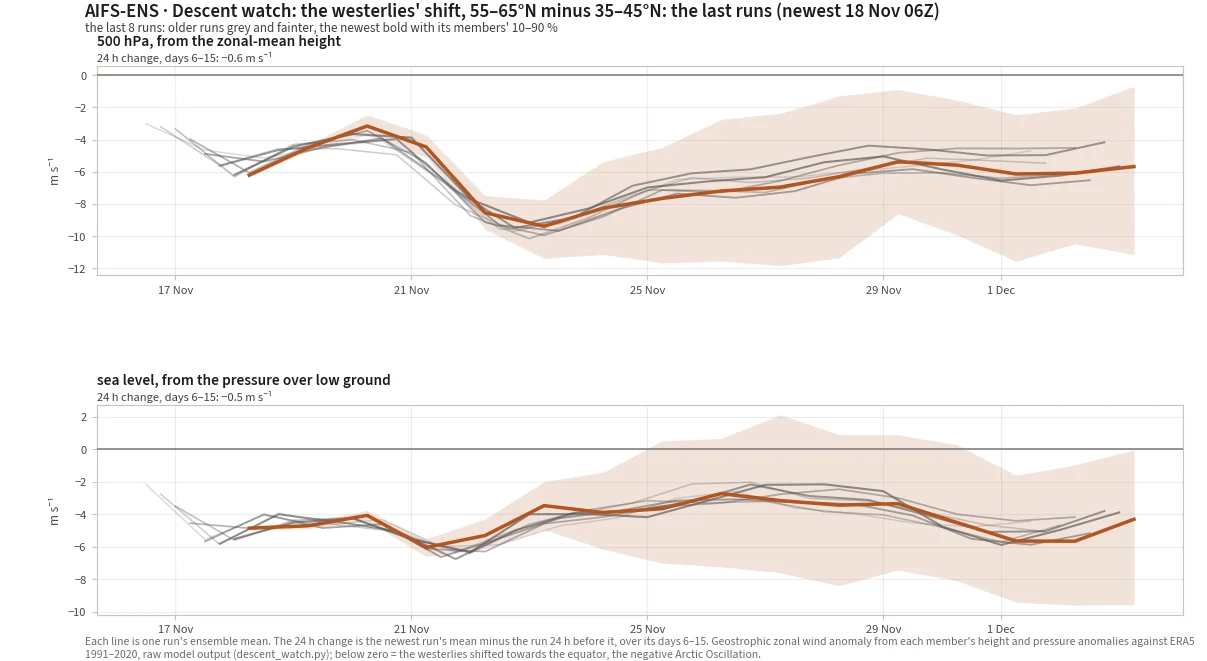 AIFS-ENS · Descent watch: the westerlies' shift, 55–65°N minus 35–45°N: the last runs (newest 18 Nov 06Z)
the last 8 runs: older runs grey and fainter, the newest bold with its members' 10–90 %
500 hPa, from the zonal-mean height
24 h change, days 6–15: −0.6 m s⁻¹
0
−2
−4
−6
−8
−10
−12
m s⁻¹
17 Nov
21 Nov
25 Nov
29 Nov
1 Dec
sea level, from the pressure over low ground
24 h change, days 6–15: −0.5 m s⁻¹
2
0
−2
−4
−6
−8
−10
m s⁻¹
17 Nov
21 Nov
25 Nov
29 Nov
1 Dec
Each line is one run's ensemble mean. The 24 h change is the newest run's mean minus the run 24 h before it, over its days 6–15. Geostrophic zonal wind anomaly from each member's height and pressure anomalies against ERA5
1991–2020, raw model output (descent_watch.py); below zero = the westerlies shifted towards the equator, the negative Arctic Oscillation.